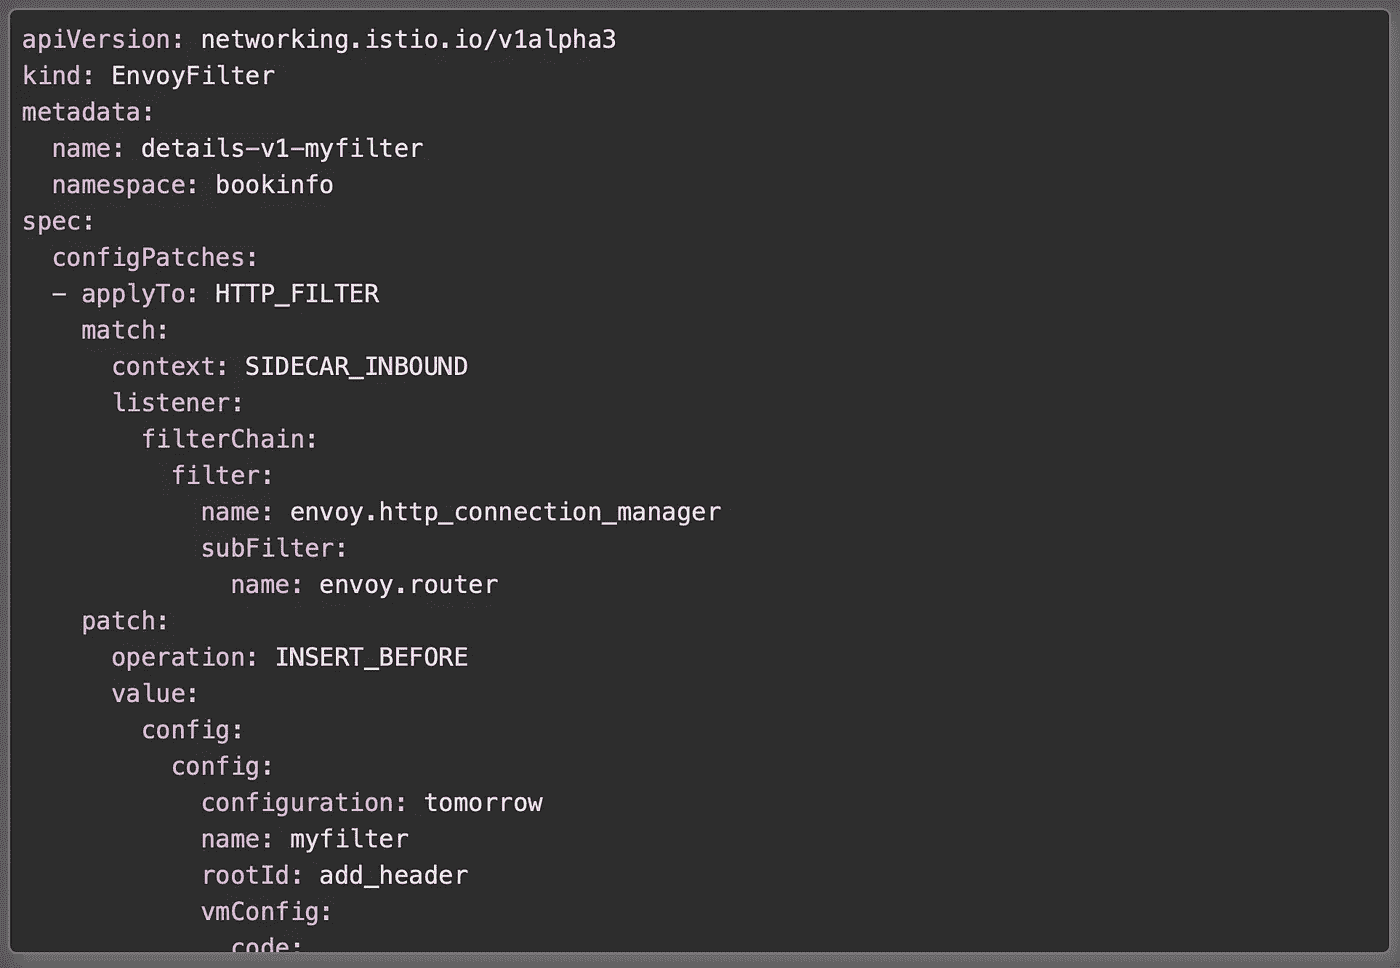 apiVersion: networking.istio.io/v1alpha3
kind: EnvoyFilter
metadata:
  name: details-v1-myfilter
  namespace: bookinfo
spec:
  configPatches:
  - applyTo: HTTP_FILTER
    match:
      context: SIDECAR_INBOUND
      listener:
        filterChain:
          filter:
            name: envoy.http_connection_manager
            subFilter:
              name: envoy.router
    patch:
      operation: INSERT_BEFORE
      value:
        config:
          config:
            configuration: tomorrow
            name: myfilter
            rootId: add_header
            vmConfig:
              code: